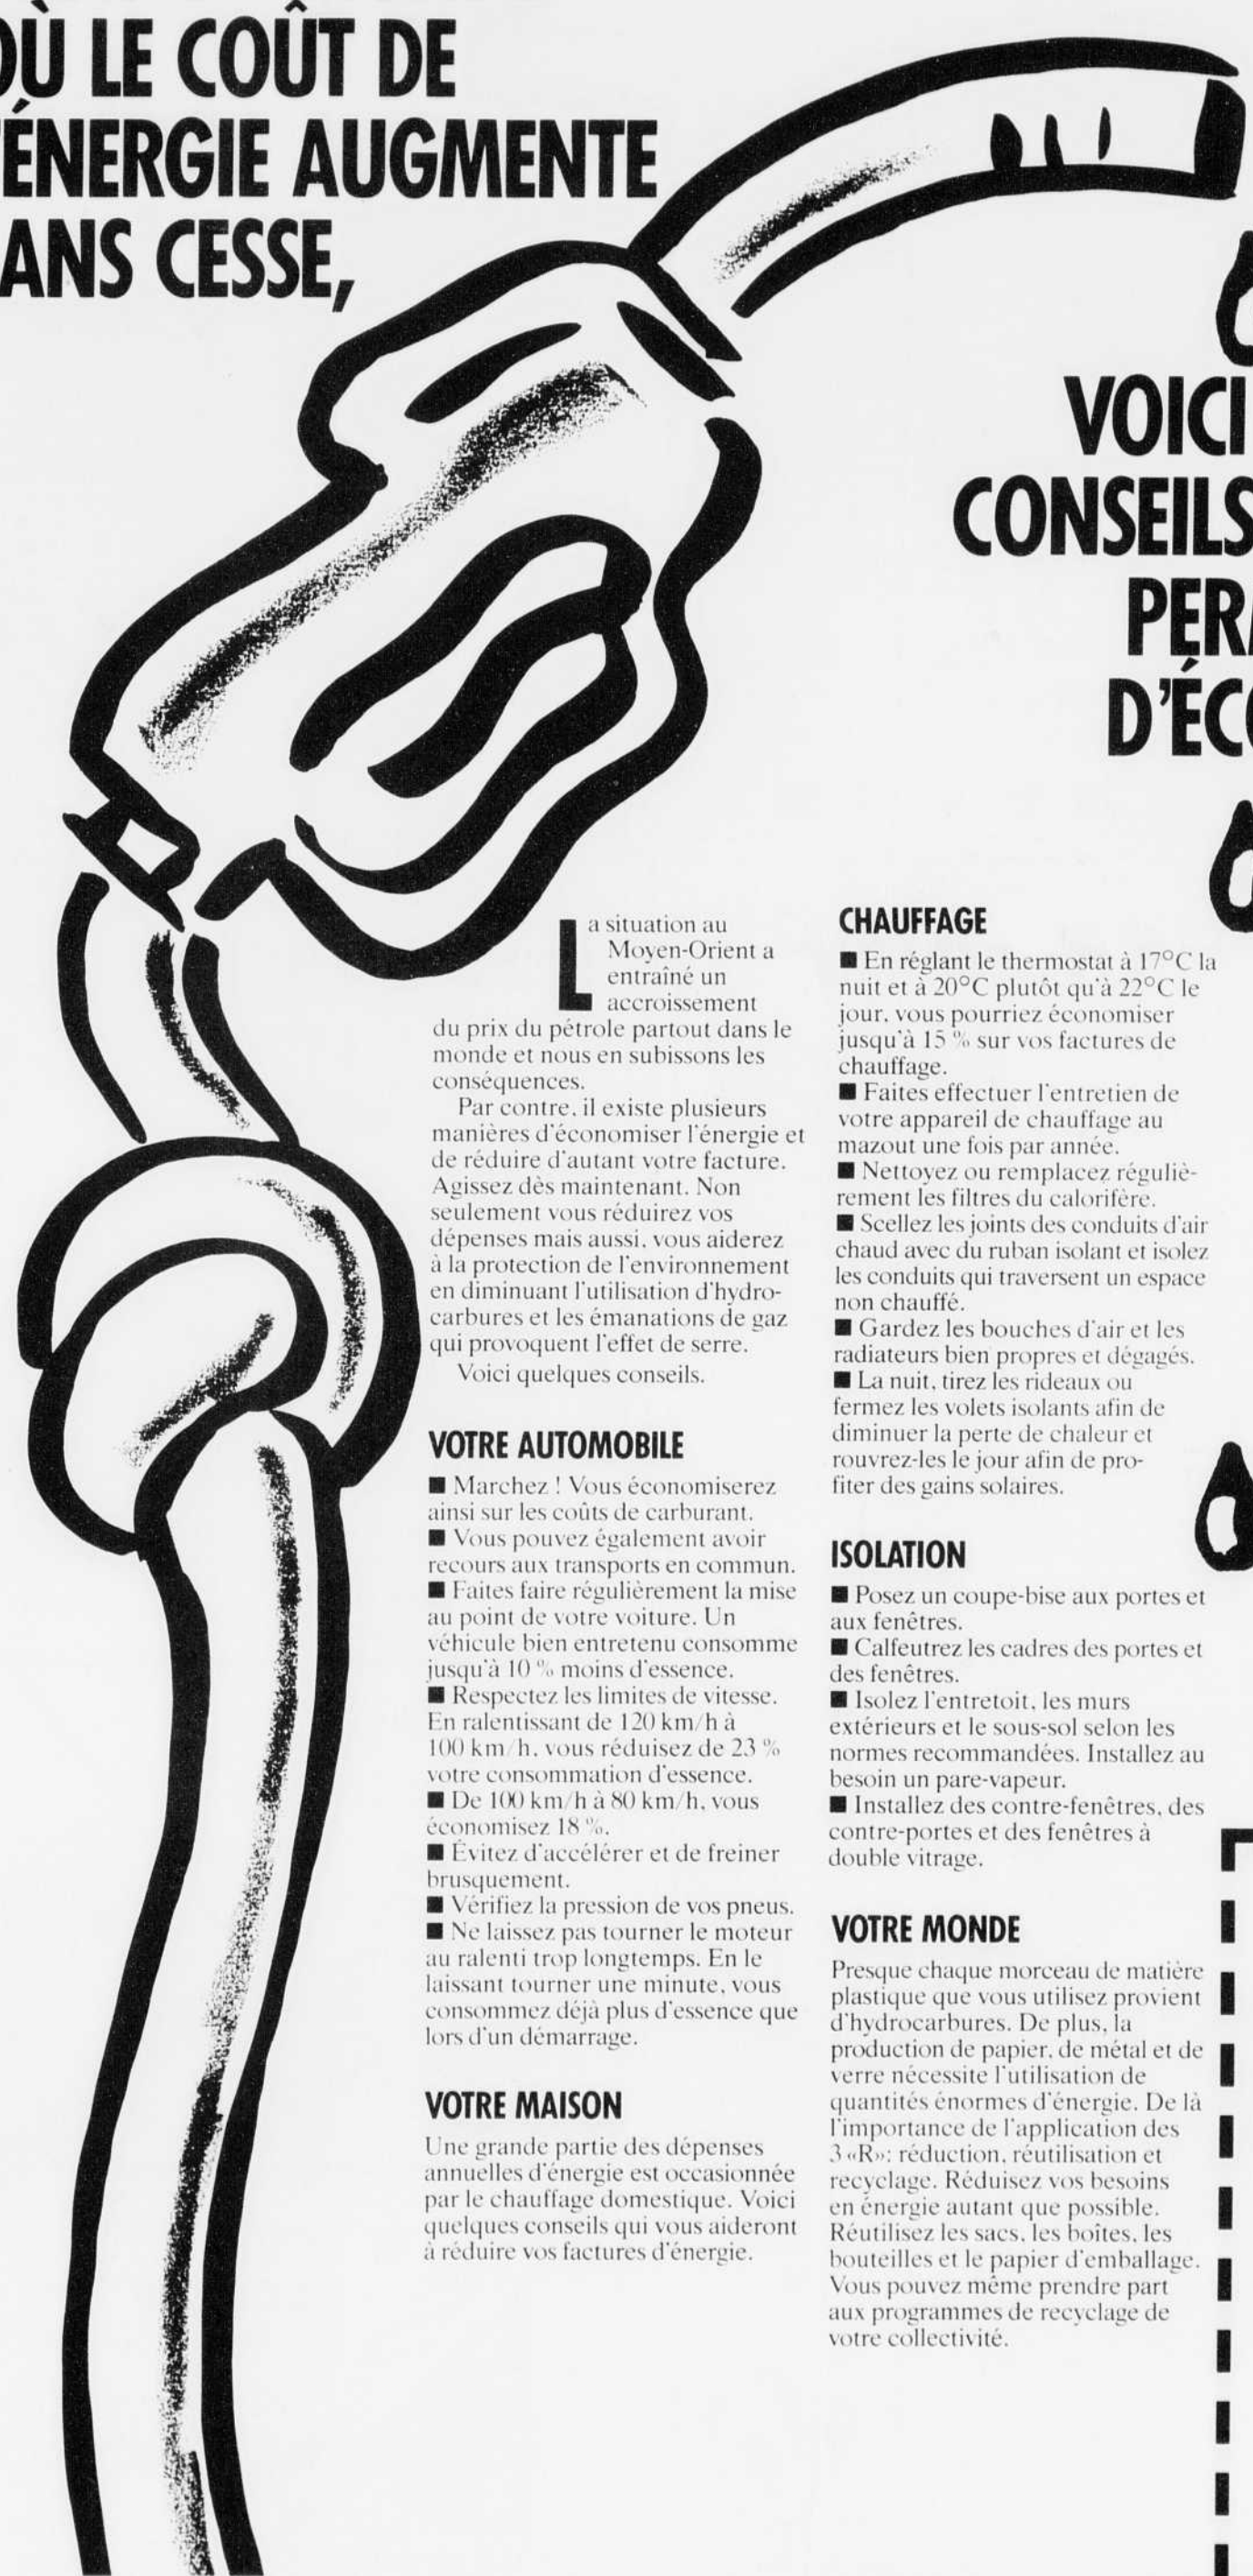 OÙ LE COÛT DE
'ÉNERGIE AUGMENTE
ANS CESSE,
VOICI
CONSEILS
PER
D'ÉC
La situation au
Moyen-Orient a
entraîné un
accroissement
du prix du pétrole partout dans le
monde et nous en subissons les
conséquences.
Par contre, il existe plusieurs
manières d'économiser l'énergie et
de réduire d'autant votre facture.
Agissez dès maintenant. Non
seulement vous réduirez vos
dépenses mais aussi, vous aiderez
à la protection de l'environnement
en diminuant l'utilisation d'hydro-
carbures et les émanations de gaz
qui provoquent l'effet de serre.
Voici quelques conseils.
VOTRE AUTOMOBILE
■ Marchez ! Vous économiserez
ainsi sur les coûts de carburant.
■ Vous pouvez également avoir
recours aux transports en commun.
■ Faites faire régulièrement la mise
au point de votre voiture. Un
véhicule bien entretenu consomme
jusqu'à 10 % moins d'essence.
■ Respectez les limites de vitesse.
En ralentissant de 120 km/h à
100 km/h, vous réduisez de 23 %
votre consommation d'essence.
■ De 100 km/h à 80 km/h, vous
économisez 18 %.
■ Évitez d'accélérer et de freiner
brusquement.
■ Vérifiez la pression de vos pneus.
■ Ne laissez pas tourner le moteur
au ralenti trop longtemps. En le
laissant tourner une minute, vous
consommez déjà plus d'essence que
lors d'un démarrage.
VOTRE MAISON
Une grande partie des dépenses
annuelles d'énergie est occasionnée
par le chauffage domestique. Voici
quelques conseils qui vous aideront
à réduire vos factures d'énergie.
CHAUFFAGE
■ En réglant le thermostat à 17°C la
nuit et à 20°C plutôt qu'à 22°C le
jour, vous pourriez économiser
jusqu'à 15 % sur vos factures de
chauffage.
■ Faites effectuer l'entretien de
votre appareil de chauffage au
mazout une fois par année.
■ Nettoyez ou remplacez réguliè-
rement les filtres du calorifère.
■ Scellez les joints des conduits d'air
chaud avec du ruban isolant et isolez
les conduits qui traversent un espace
non chauffé.
■ Gardez les bouches d'air et les
radiateurs bien propres et dégagés.
■ La nuit, tirez les rideaux ou
fermez les volets isolants afin de
diminuer la perte de chaleur et
rouvrez-les le jour afin de pro-
fiter des gains solaires.
ISOLATION
■ Posez un coupe-bise aux portes et
aux fenêtres.
■ Calfeutrez les cadres des portes et
des fenêtres.
■ Isolez l'entretoit, les murs
extérieurs et le sous-sol selon les
normes recommandées. Installez au
besoin un pare-vapeur.
■ Installez des contre-fenêtres, des
contre-portes et des fenêtres à
double vitrage.
VOTRE MONDE
Presque chaque morceau de matière
plastique que vous utilisez provient
d'hydrocarbures. De plus, la
production de papier, de métal et de
verre nécessite l'utilisation de
quantités énormes d'énergie. De là
l'importance de l'application des
3 «R»: réduction, réutilisation et
recyclage. Réduisez vos besoins
en énergie autant que possible.
Réutilisez les sacs, les boîtes, les
bouteilles et le papier d'emballage.
Vous pouvez même prendre part
aux programmes de recyclage de
votre collectivité.